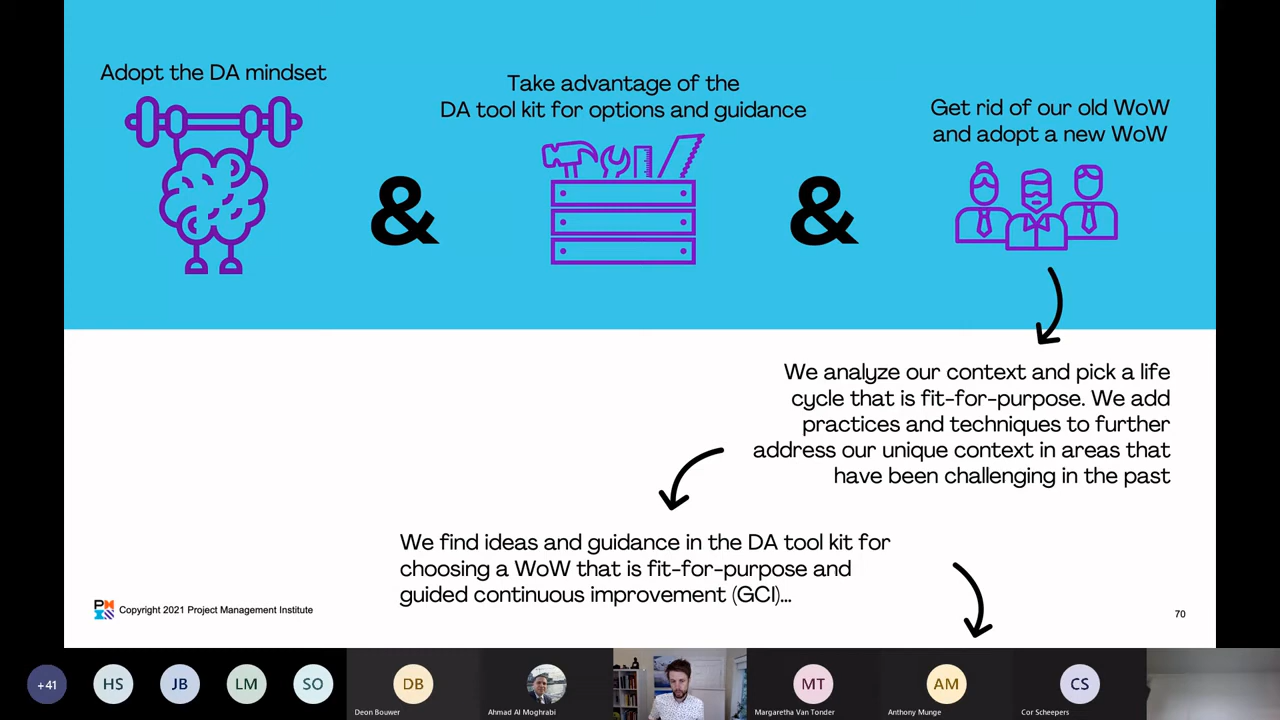 Adopt the DA mindset
Take advantage of the
DA tool kit for options and guidance
Get rid of our old WoW
and adopt a new WoW
&
&
We analyze our context and pick a life
cycle that is fit-for-purpose. We add
practices and techniques to further
address our unique context in areas that
have been challenging in the past
We find ideas and guidance in the DA tool kit for
choosing a WoW that is fit-for-purpose and
guided continuous improvement (GCI)...
Copyright 2021 Project Management Institute
70
+41
HS
JB
LM
SO
DB
Deon Bouwer
Ahmad Al Moghrabi
MT
Margaretha Van Tonder
AM
Anthony Munge
CS
Cor Scheepers